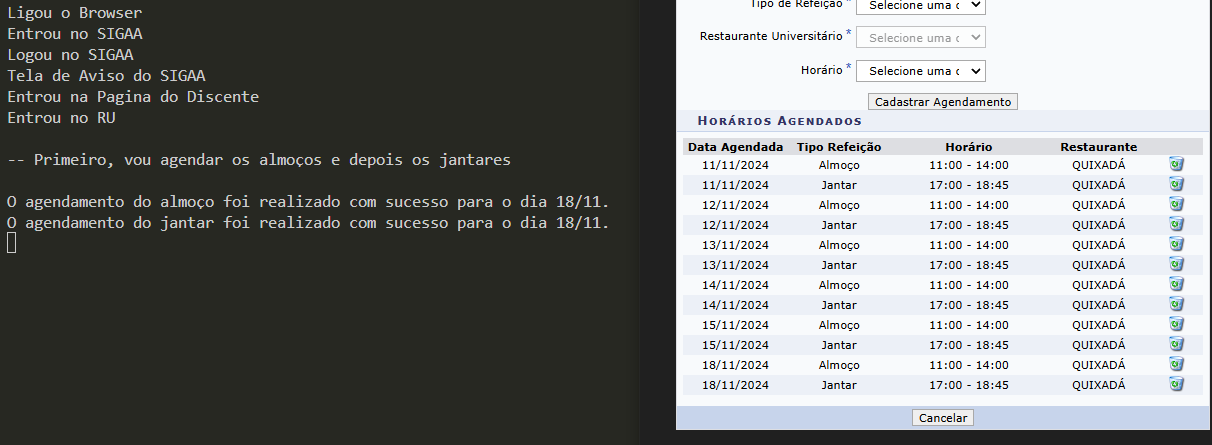 Ligou o Browser
Entrou no SIGAA
Logou no SIGAA
Tela de Aviso do SIGAA
Entrou na Pagina do Discente
Entrou no RU
-- Primeiro, vou agendar os almoços e depois os jantares
O agendamento do almoço foi realizado com sucesso para o dia 18/11.
O agendamento do jantar foi realizado com sucesso para o dia 18/11.
Tipo de Refeição * Selecione uma c
Restaurante Universitário * Selecione uma c
Horário * Selecione uma c
Cadastrar Agendamento
Horários Agendados
Data Agendada Tipo Refeição Horário Restaurante
11/11/2024 Almoço 11:00 - 14:00 QUIXADÁ
11/11/2024 Jantar 17:00 - 18:45 QUIXADÁ
12/11/2024 Almoço 11:00 - 14:00 QUIXADÁ
12/11/2024 Jantar 17:00 - 18:45 QUIXADÁ
13/11/2024 Almoço 11:00 - 14:00 QUIXADÁ
13/11/2024 Jantar 17:00 - 18:45 QUIXADÁ
14/11/2024 Almoço 11:00 - 14:00 QUIXADÁ
14/11/2024 Jantar 17:00 - 18:45 QUIXADÁ
15/11/2024 Almoço 11:00 - 14:00 QUIXADÁ
15/11/2024 Jantar 17:00 - 18:45 QUIXADÁ
18/11/2024 Almoço 11:00 - 14:00 QUIXADÁ
18/11/2024 Jantar 17:00 - 18:45 QUIXADÁ
Cancelar